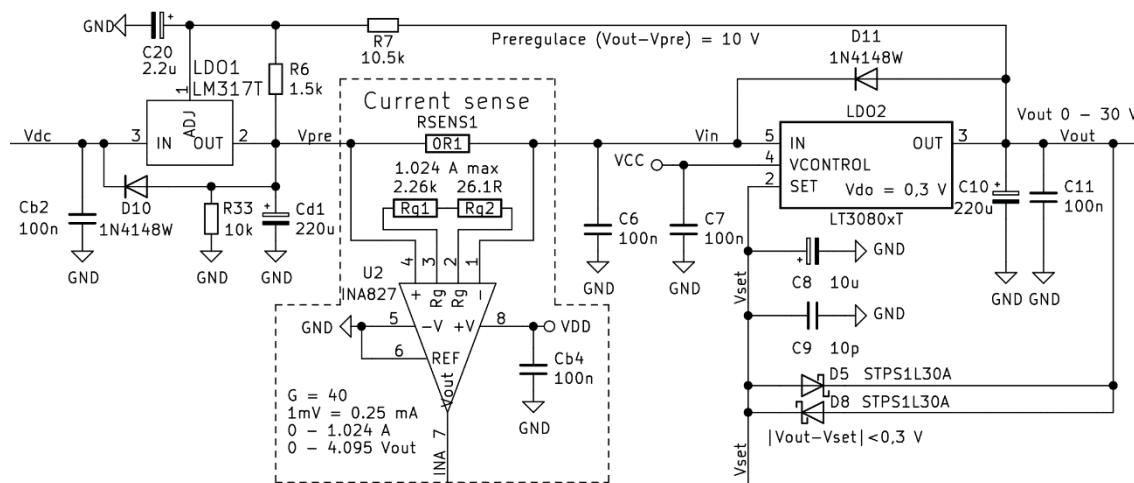 GND
C20
2.2u
R7
10.5k
Preregulace (Vout-Vpre) = 10 V
D11
1N4148W
LDO1
LM317T
R6
1.5k
1
ADJ
Vdc
3
IN
OUT
2
Vpre
Current sense
RSENS1
0R1
1.024 A max
2.26k
26.1R
Rg1
Rg2
Vin
VCC
LDO2
5
IN
OUT
3
4
VCONTROL
2
SET
Vdo = 0,3 V
LT3080xT
Vout 0 - 30 V
Vout
Cb2
100n
D10
1N4148W
R33
10k
Cd1
220u
C6
100n
C7
100n
C10
220u
C11
100n
GND
GND
GND
GND
GND
GND
GND
4
3
2
1
U2
INA827
+
Rg
Rg
-
GND
5
-V
+V
8
VDD
6
REF
Vout
Cb4
100n
GND
G = 40
1mV = 0.25 mA
0 - 1.024 A
0 - 4.095 Vout
INA
7
Vset
C8
10u
GND
C9
10p
GND
D5
STPS1L30A
D8
STPS1L30A
|Vout-Vset|<0,3 V
Vset